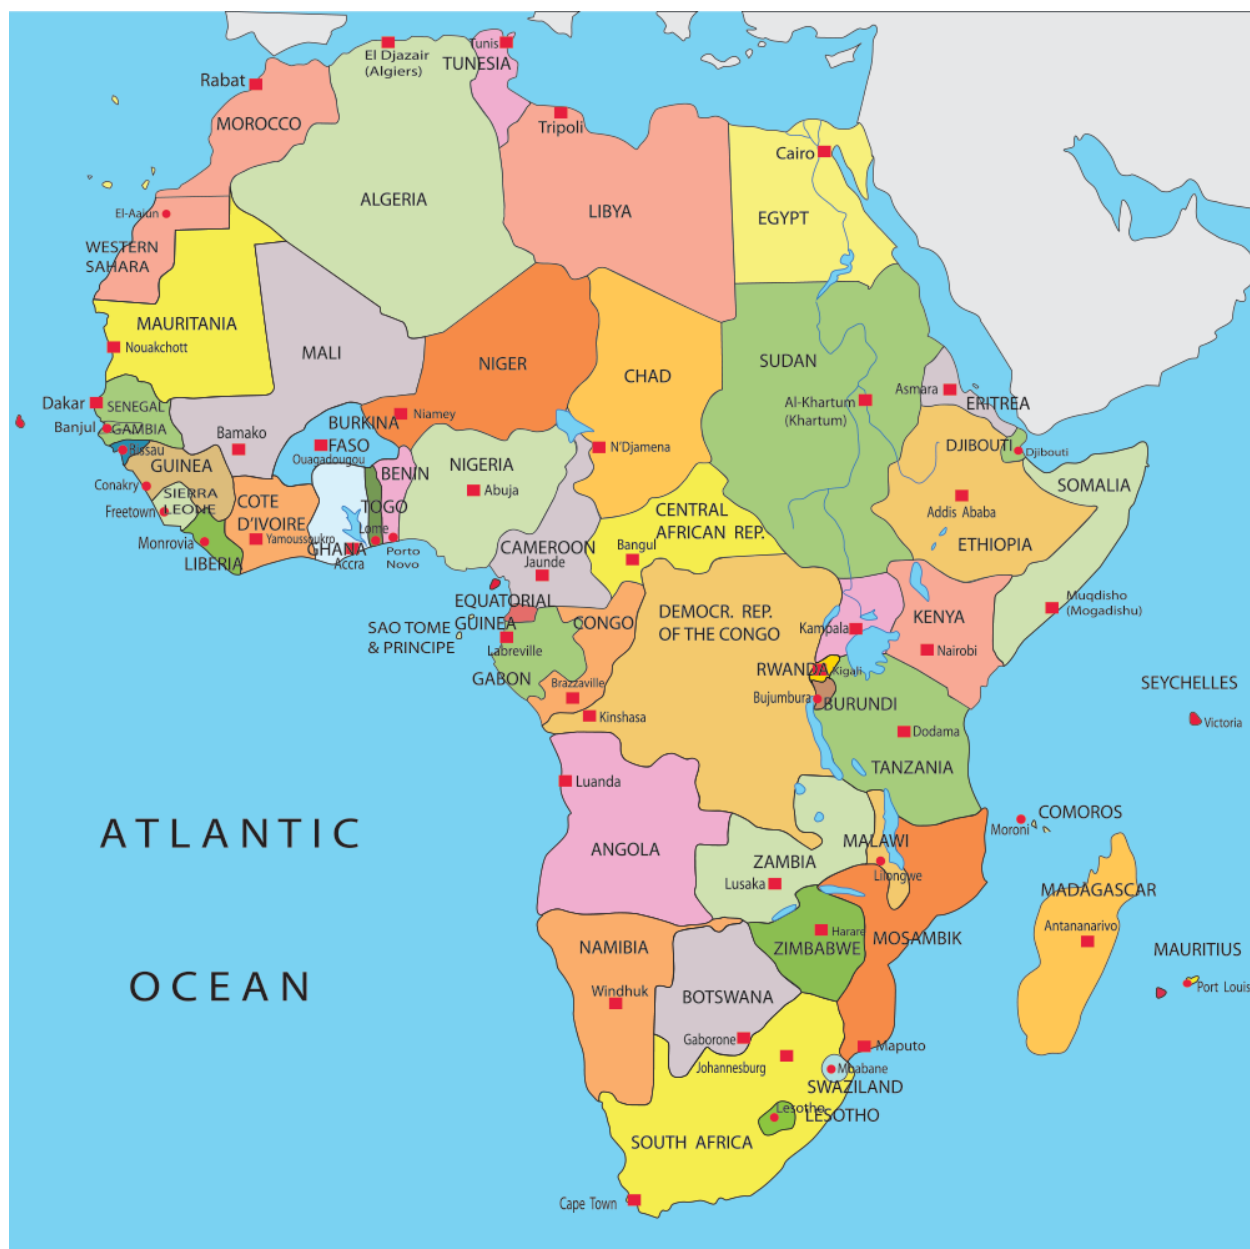 El Djazair
(Algiers)
Tunis
TUNESIA
Rabat
MOROCCO
Tripoli
Cairo
ALGERIA
LIBYA
EGYPT
El-Aaiun
WESTERN
SAHARA
MAURITANIA
Nouakchott
MALI
NIGER
CHAD
SUDAN
Al-Khartum
(Khartum)
Asmara
ERITREA
Dakar
SENEGAL
Banjul
GAMBIA
Bissau
Bamako
BURKINA
FASO
Ouagadougou
Niamey
N'Djamena
DJIBOUTI
Djibouti
SOMALIA
GUINEA
Conakry
SIERRA
LEONE
Freetown
COTE
D'IVOIRE
Yamoussoukro
BENIN
TOGO
Lome
NIGERIA
Abuja
Addis Ababa
ETHIOPIA
Monrovia
LIBERIA
GHANA
Accra
Porto
Novo
CAMEROON
Jaunde
CENTRAL
AFRICAN REP.
Bangul
EQUATORIAL
GUINEA
SAO TOME
& PRINCIPE
Labreville
GABON
CONGO
Brazzaville
Kinshasa
DEMOCR. REP.
OF THE CONGO
Kampala
KENYA
Nairobi
Muqdisho
(Mogadishu)
RWANDA
Kigali
Bujumbura
BURUNDI
Dodama
TANZANIA
SEYCHELLES
Victoria
Luanda
ANGOLA
ATLANTIC
OCEAN
ZAMBIA
Lusaka
MALAWI
Lilongwe
Moroni
COMOROS
MADAGASCAR
Antananarivo
MAURITIUS
Port Louis
NAMIBIA
Windhuk
BOTSWANA
Gaborone
Harare
ZIMBABWE
MOSAMBIK
Maputo
Johannesburg
Mbabane
SWAZILAND
Lesotho
LESOTHO
SOUTH AFRICA
Cape Town